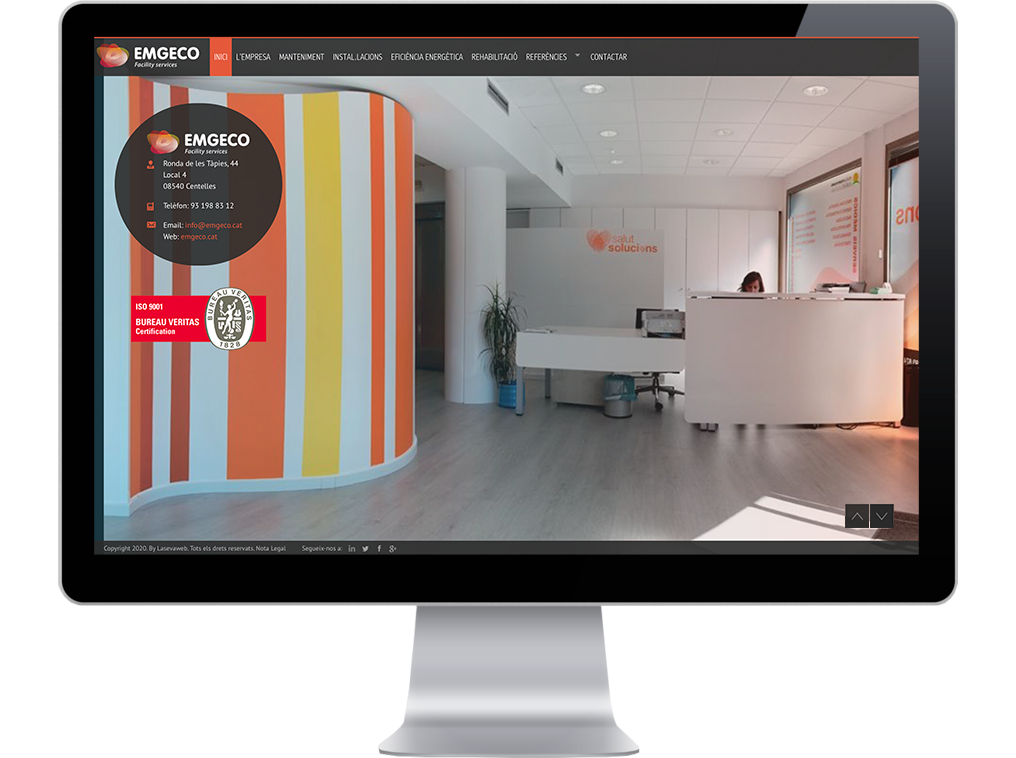 EMGECO
Facility services
INICI L'EMPRESA MANTENIMENT INSTAL.LACIONS EFICIÈNCIA ENERGÈTICA REHABILITACIÓ REFERÈNCIES CONTACTAR
EMGECO
Facility services
Ronda de les Tàpies, 44
Local 4
08540 Centelles
Telèfon: 93 198 83 12
Email: info@emgeco.cat
Web: emgeco.cat
salut
solucions
ISO 9001
BUREAU VERITAS
Certification
BUREAU VERITAS
1828
Copyright 2020. By Lasevaweb. Tots els drets reservats. Nota Legal Segueix-nos a: